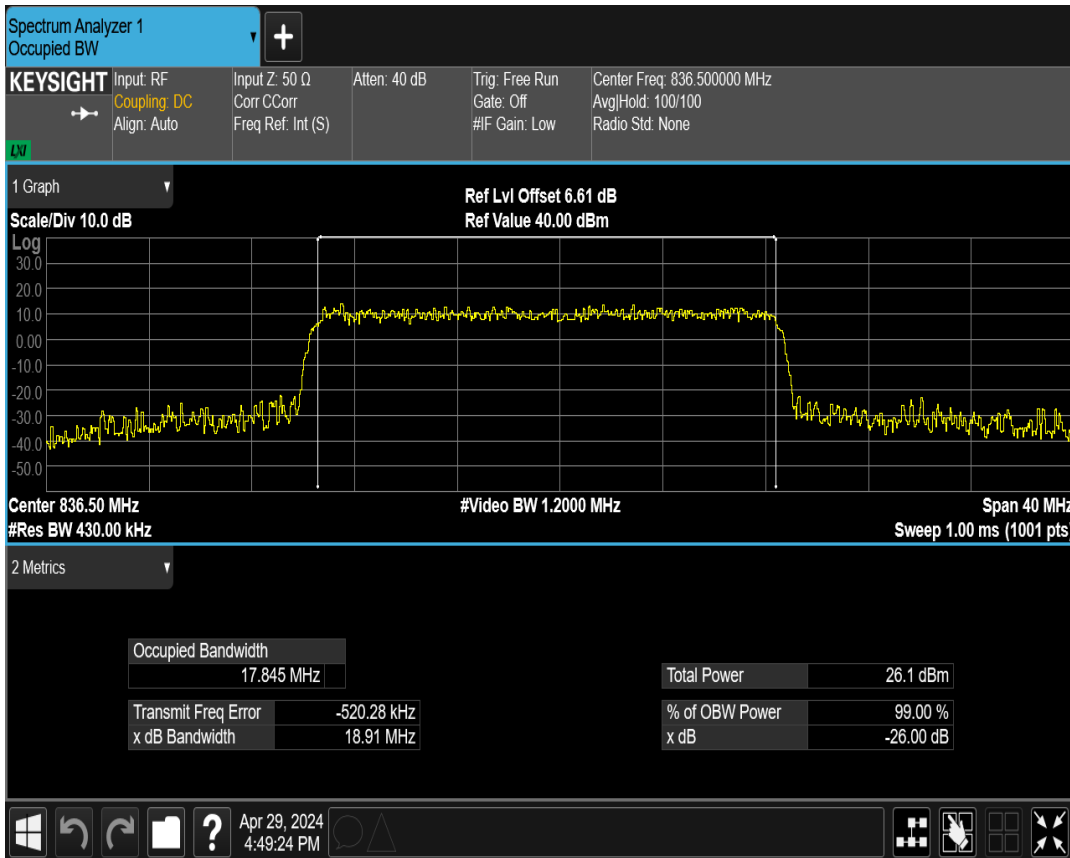 Spectrum Analyzer 1
Occupied BW
+
KEYSIGHT
LXI
Input: RF
Coupling: DC
Align: Auto
Input Z: 50 Ω
Corr CCorr
Freq Ref: Int (S)
Atten: 40 dB
Trig: Free Run
Gate: Off
#IF Gain: Low
Center Freq: 836.500000 MHz
Avg|Hold: 100/100
Radio Std: None
1 Graph
Scale/Div 10.0 dB
Ref Lvl Offset 6.61 dB
Ref Value 40.00 dBm
Log
30.0
20.0
10.0
0.00
-10.0
-20.0
-30.0
-40.0
-50.0
Center 836.50 MHz
#Res BW 430.00 kHz
#Video BW 1.2000 MHz
Span 40 MHz
Sweep 1.00 ms (1001 pts)
2 Metrics
Occupied Bandwidth
17.845 MHz
Transmit Freq Error -520.28 kHz
x dB Bandwidth 18.91 MHz
Total Power 26.1 dBm
% of OBW Power 99.00 %
x dB -26.00 dB
?
Apr 29, 2024
4:49:24 PM